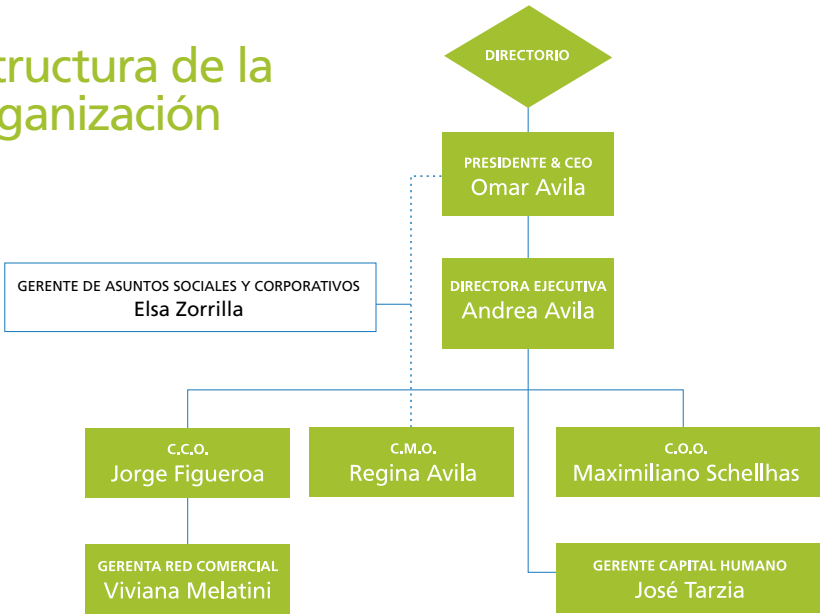 tructura de la
ganización
DIRECTORIO
PRESIDENTE & CEO
Omar Avila
GERENTE DE ASUNTOS SOCIALES Y CORPORATIVOS
Elsa Zorrilla
DIRECTORA EJECUTIVA
Andrea Avila
C.C.O.
Jorge Figueroa
C.M.O.
Regina Avila
C.O.O.
Maximiliano Schellhas
GERENTA RED COMERCIAL
Viviana Melatini
GERENTE CAPITAL HUMANO
José Tarzia